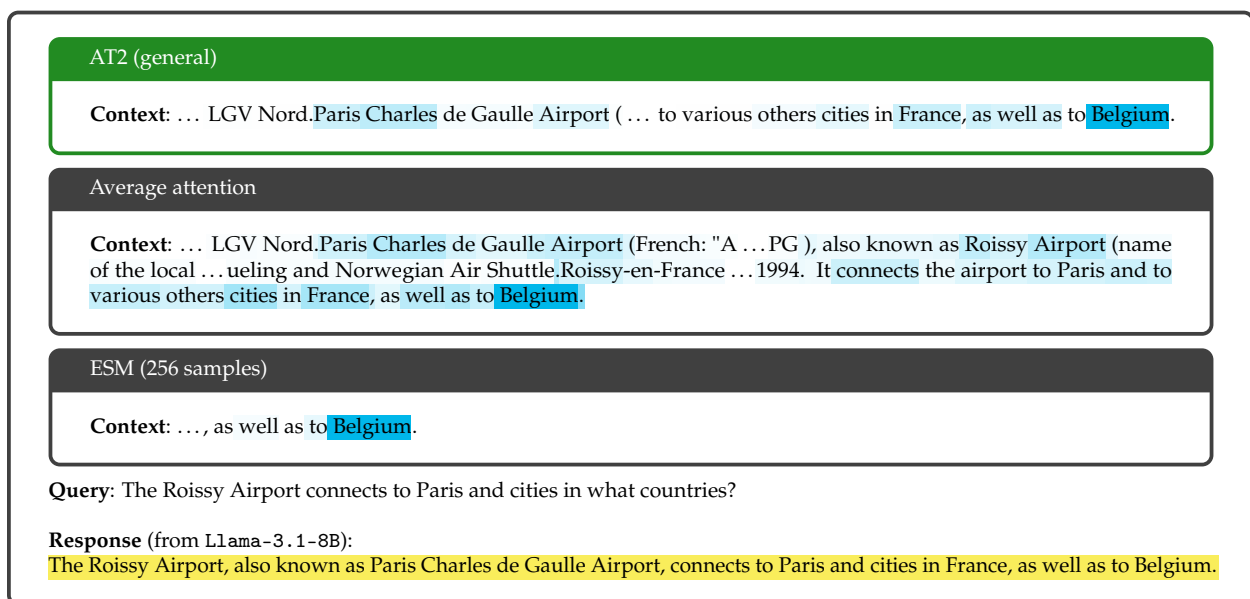 AT2 (general)
Context: … LGV Nord.Paris Charles de Gaulle Airport ( … to various others cities in France, as well as to Belgium.
Average attention
Context: … LGV Nord.Paris Charles de Gaulle Airport (French: "A …PG ), also known as Roissy Airport (name
of the local …ueling and Norwegian Air Shuttle.Roissy-en-France …1994. It connects the airport to Paris and to
various others cities in France, as well as to Belgium.
ESM (256 samples)
Context: …, as well as to Belgium.
Query: The Roissy Airport connects to Paris and cities in what countries?
Response (from Llama-3.1-8B):
The Roissy Airport, also known as Paris Charles de Gaulle Airport, connects to Paris and cities in France, as well as to Belgium.